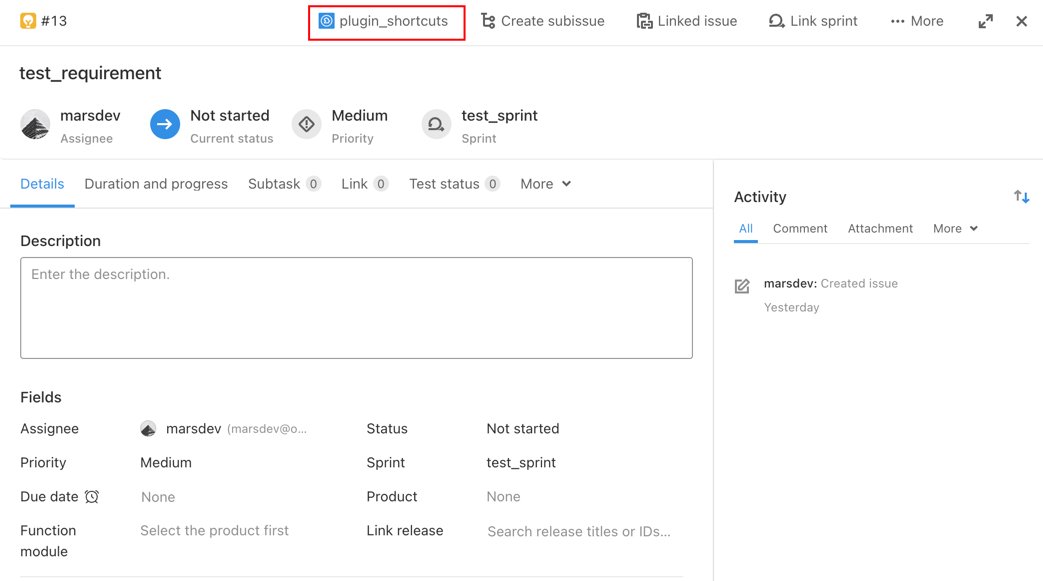 #13
plugin_shortcuts
Create subissue
Linked issue
Link sprint
More
test_requirement
marsdev
Assignee
Not started
Current status
Medium
Priority
test_sprint
Sprint
Details
Duration and progress
Subtask 0
Link 0
Test status 0
More
Description
Enter the description.
Fields
Assignee marsdev (marsdev@o...
Status Not started
Priority Medium
Sprint test_sprint
Due date None
Product None
Function
module
Select the product first
Link release Search release titles or IDs...
Activity
All Comment Attachment More
marsdev: Created issue
Yesterday